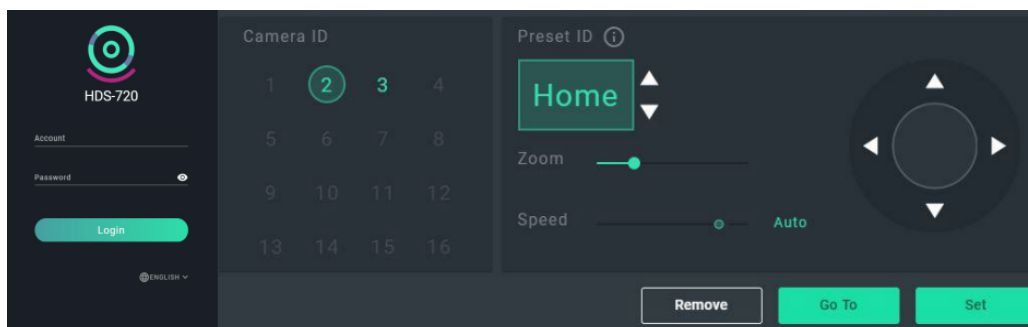 HDS-720
Account
Password
Login
ENGLISH
Camera ID
1 2 3 4
5 6 7 8
9 10 11 12
13 14 15 16
Preset ID
Home
Zoom
Speed
Auto
Remove
Go To
Set